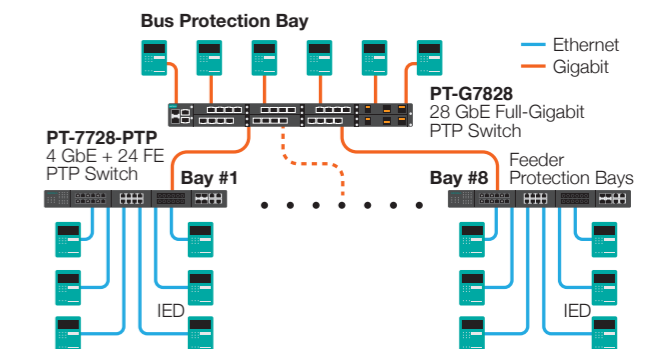 Bus Protection Bay
Ethernet
Gigabit
PT-G7828
28 GbE Full-Gigabit
PTP Switch
PT-7728-PTP
4 GbE + 24 FE
PTP Switch
Bay #1
Bay #8
Feeder
Protection Bays
IED
IED